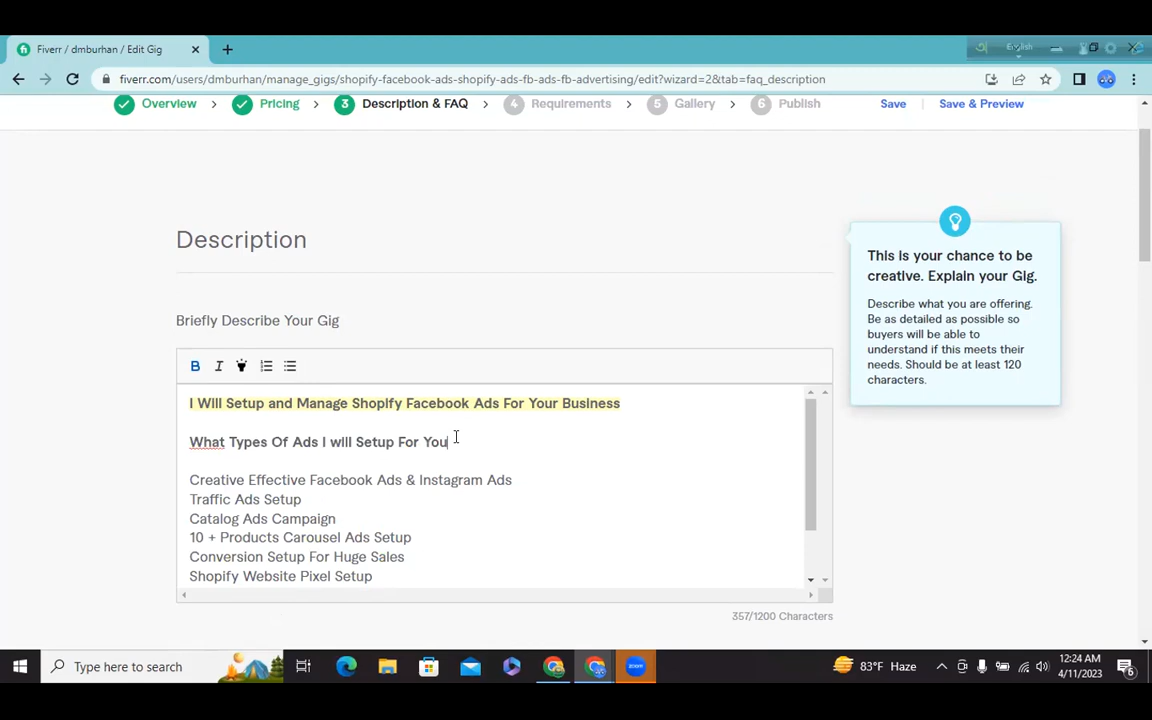 Fiverr / dmburhan / Edit Gig
English
fiverr.com/users/dmburhan/manage_gigs/shopify-facebook-ads-shopify-ads-fb-ads-fb-advertising/edit?wizard=2&tab=faq_description
Overview
Pricing
3 Description & FAQ
4 Requirements
5 Gallery
6 Publish
Save
Save & Preview
Description
Briefly Describe Your Gig
B I
I Will Setup and Manage Shopify Facebook Ads For Your Business
What Types Of Ads I will Setup For You
Creative Effective Facebook Ads & Instagram Ads
Traffic Ads Setup
Catalog Ads Campaign
10 + Products Carousel Ads Setup
Conversion Setup For Huge Sales
Shopify Website Pixel Setup
357/1200 Characters
This is your chance to be
creative. Explain your Gig.
Describe what you are offering.
Be as detailed as possible so
buyers will be able to
understand if this meets their
needs. Should be at least 120
characters.
Type here to search
zoom
83°F Haze
12:24 AM
4/11/2023
6